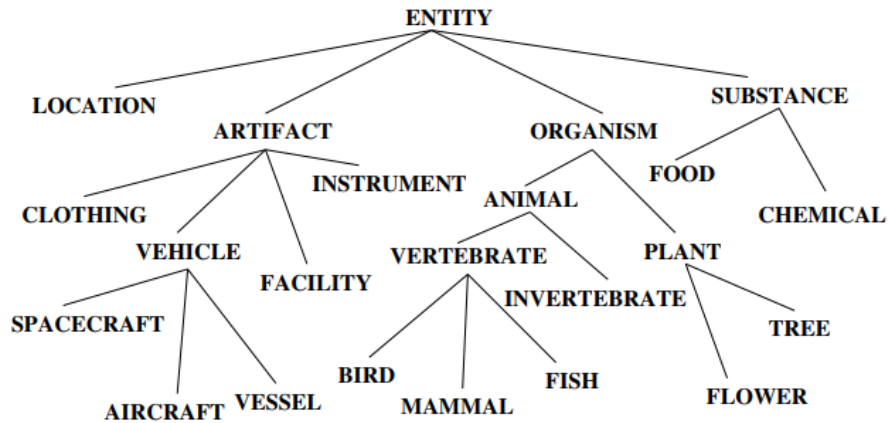 ENTITY
LOCATION
SUBSTANCE
ARTIFACT
ORGANISM
FOOD
INSTRUMENT
ANIMAL
CLOTHING
CHEMICAL
VEHICLE
VERTEBRATE
PLANT
FACILITY
INVERTEBRATE
SPACECRAFT
TREE
BIRD
FISH
FLOWER
AIRCRAFT
VESSEL
MAMMAL